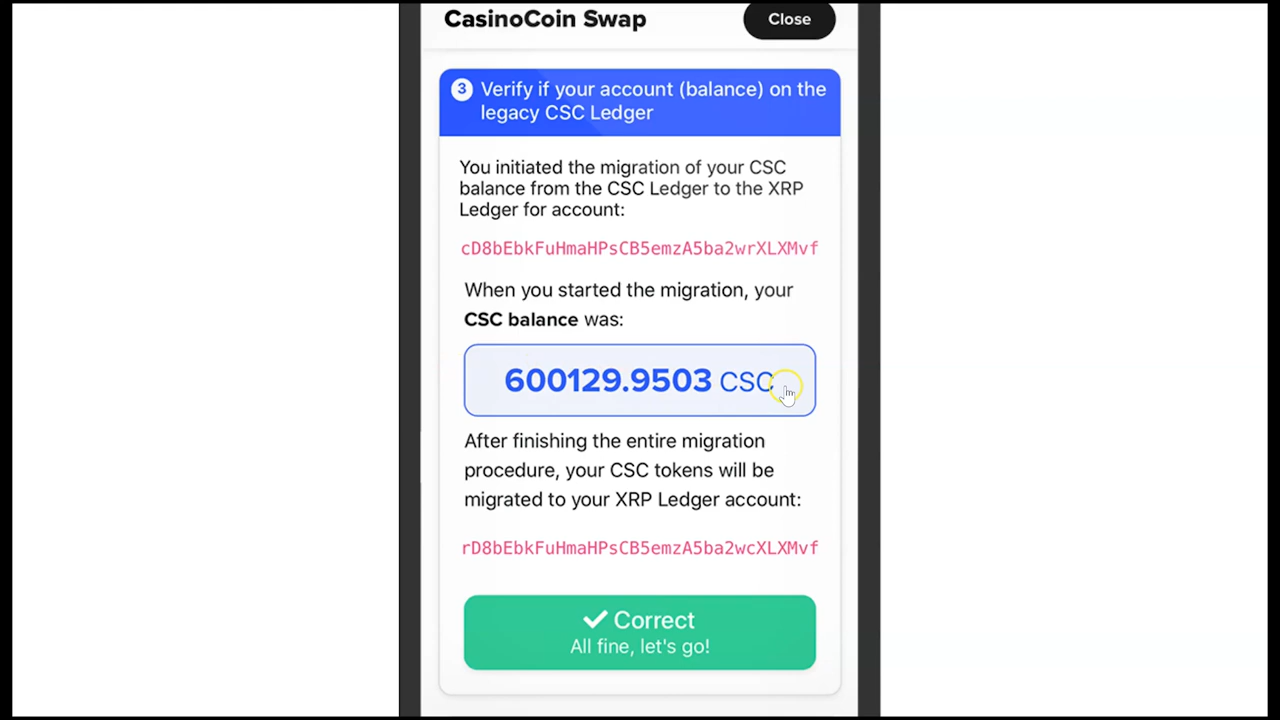 CasinoCoin Swap
Close
3 Verify if your account (balance) on the
legacy CSC Ledger
You initiated the migration of your CSC
balance from the CSC Ledger to the XRP
Ledger for account:
cD8bEbkFuHmaHPsCB5emzA5ba2wrXLXMvf
When you started the migration, your
CSC balance was:
600129.9503 CSC
After finishing the entire migration
procedure, your CSC tokens will be
migrated to your XRP Ledger account:
rD8bEbkFuHmaHPsCB5emzA5ba2wcXLXMvf
✔ Correct
All fine, let's go!